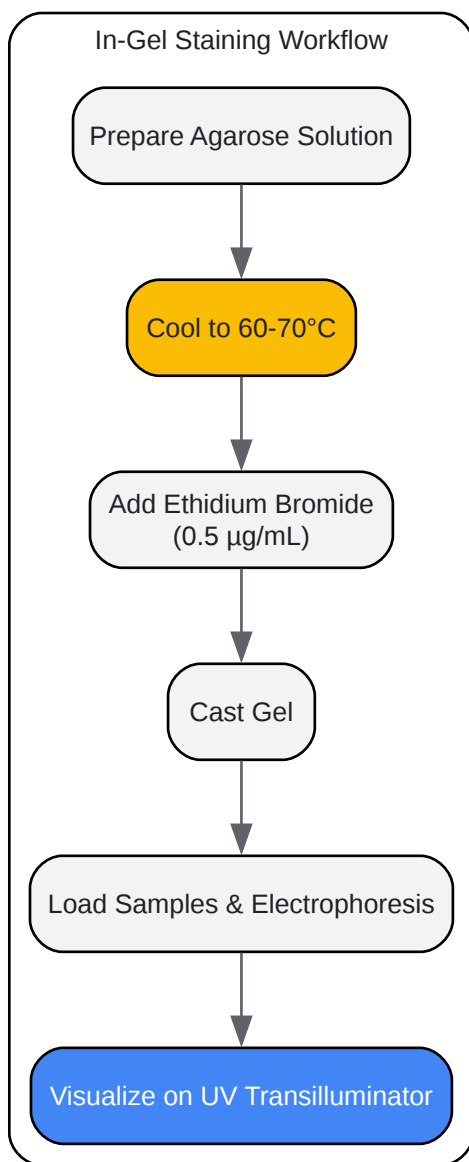 In-Gel Staining Workflow
Prepare Agarose Solution
Cool to 60-70°C
Add Ethidium Bromide
(0.5 µg/mL)
Cast Gel
Load Samples & Electrophoresis
Visualize on UV Transilluminator